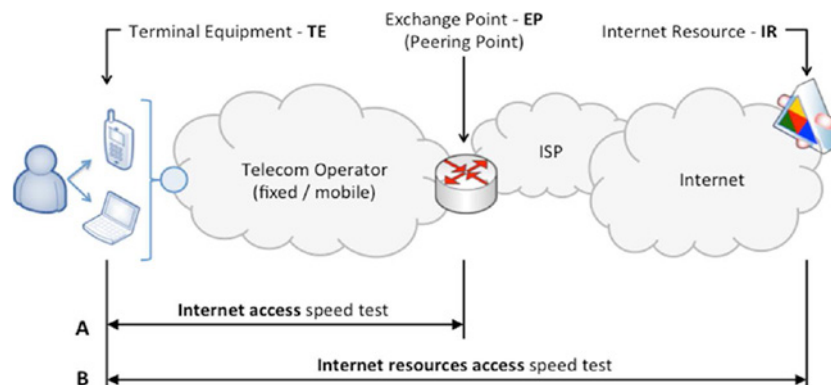 Terminal Equipment - TE
Exchange Point - EP
(Peering Point)
Internet Resource - IR
Telecom Operator
(fixed / mobile)
ISP
Internet
A
Internet access speed test
B
Internet resources access speed test